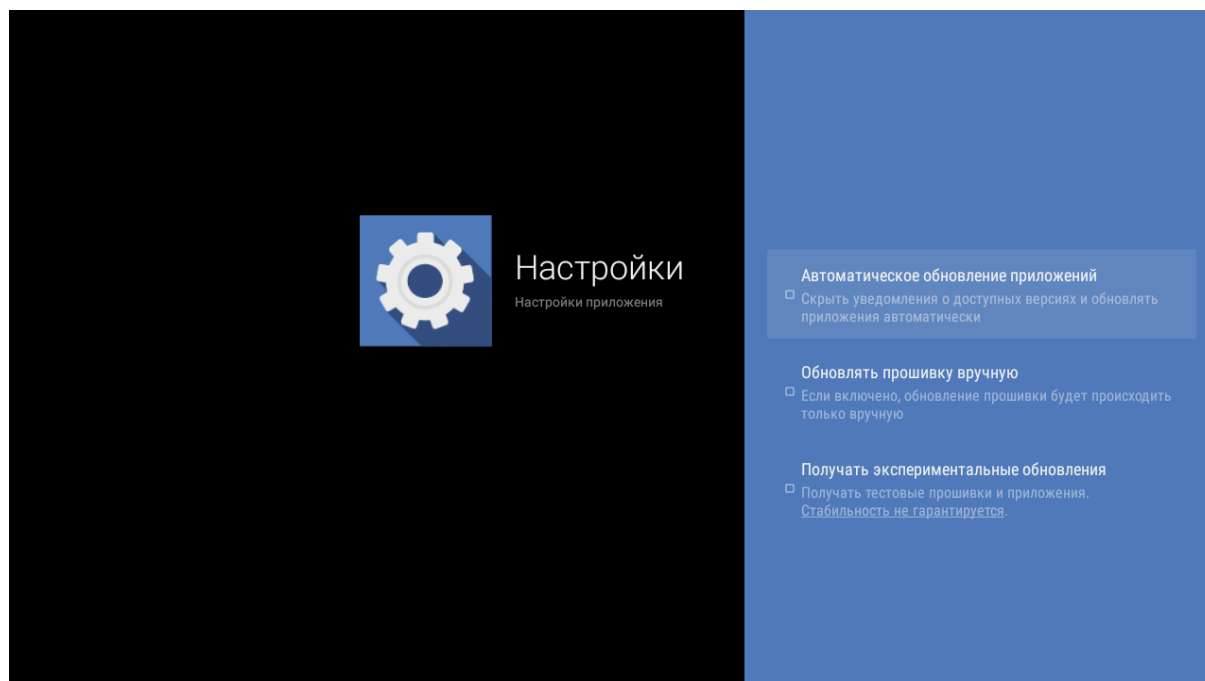 Настройки
Настройки приложения
Автоматическое обновление приложений
Скрыть уведомления о доступных версиях и обновлять
приложения автоматически
Обновлять прошивку вручную
Если включено, обновление прошивки будет происходить
только вручную
Получать экспериментальные обновления
Получать тестовые прошивки и приложения.
Стабильность не гарантируется.